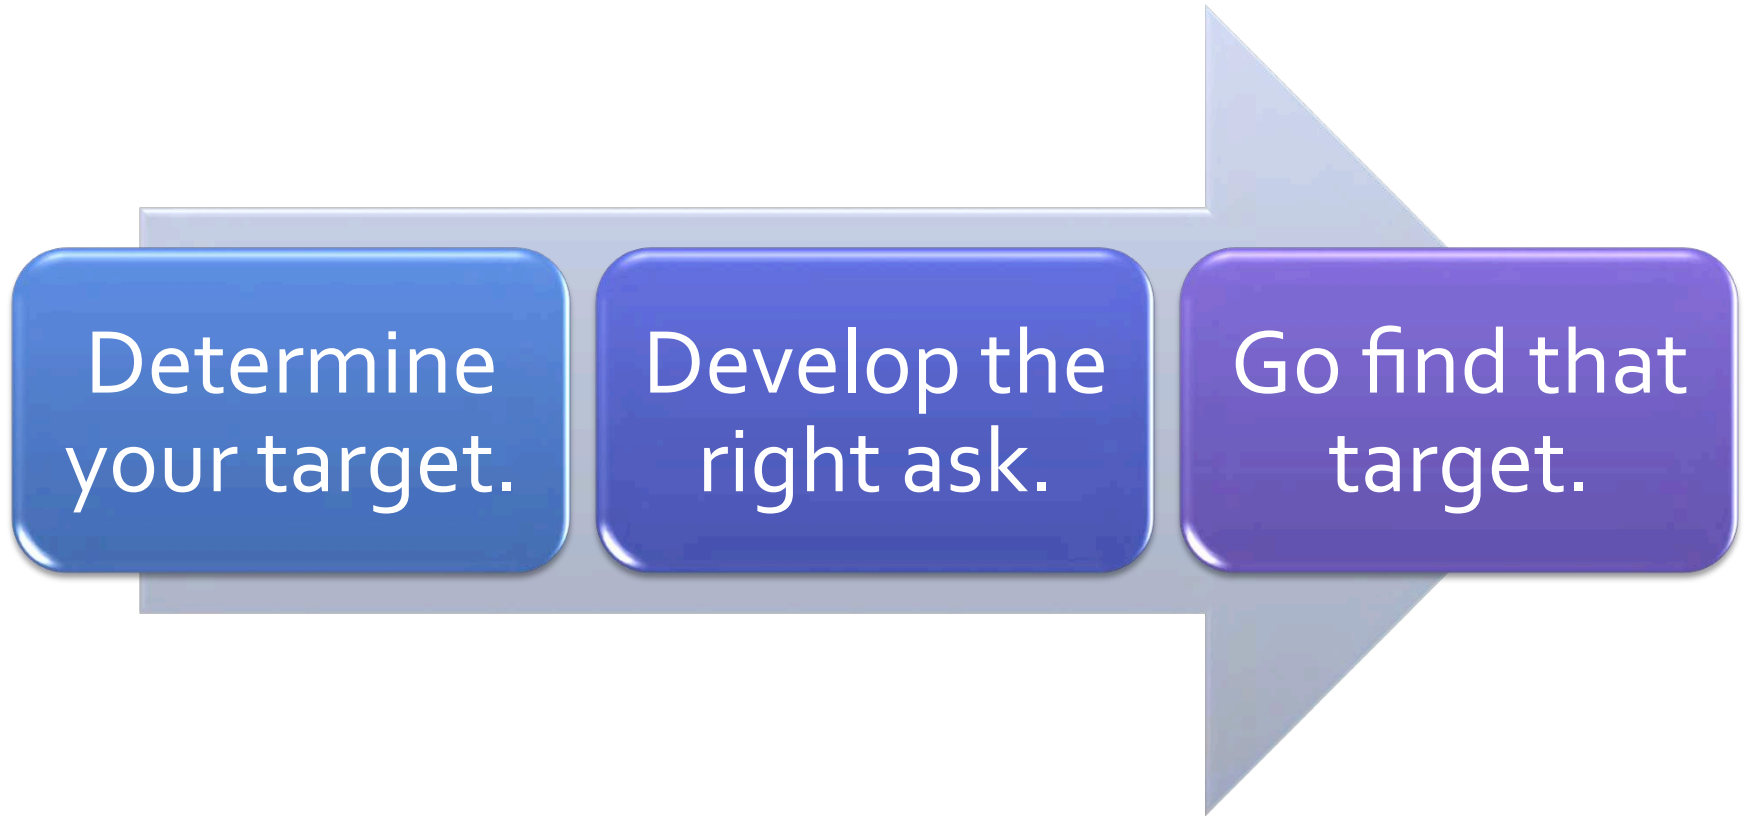 Determine
your target.
Develop the
right ask.
Go find that
target.